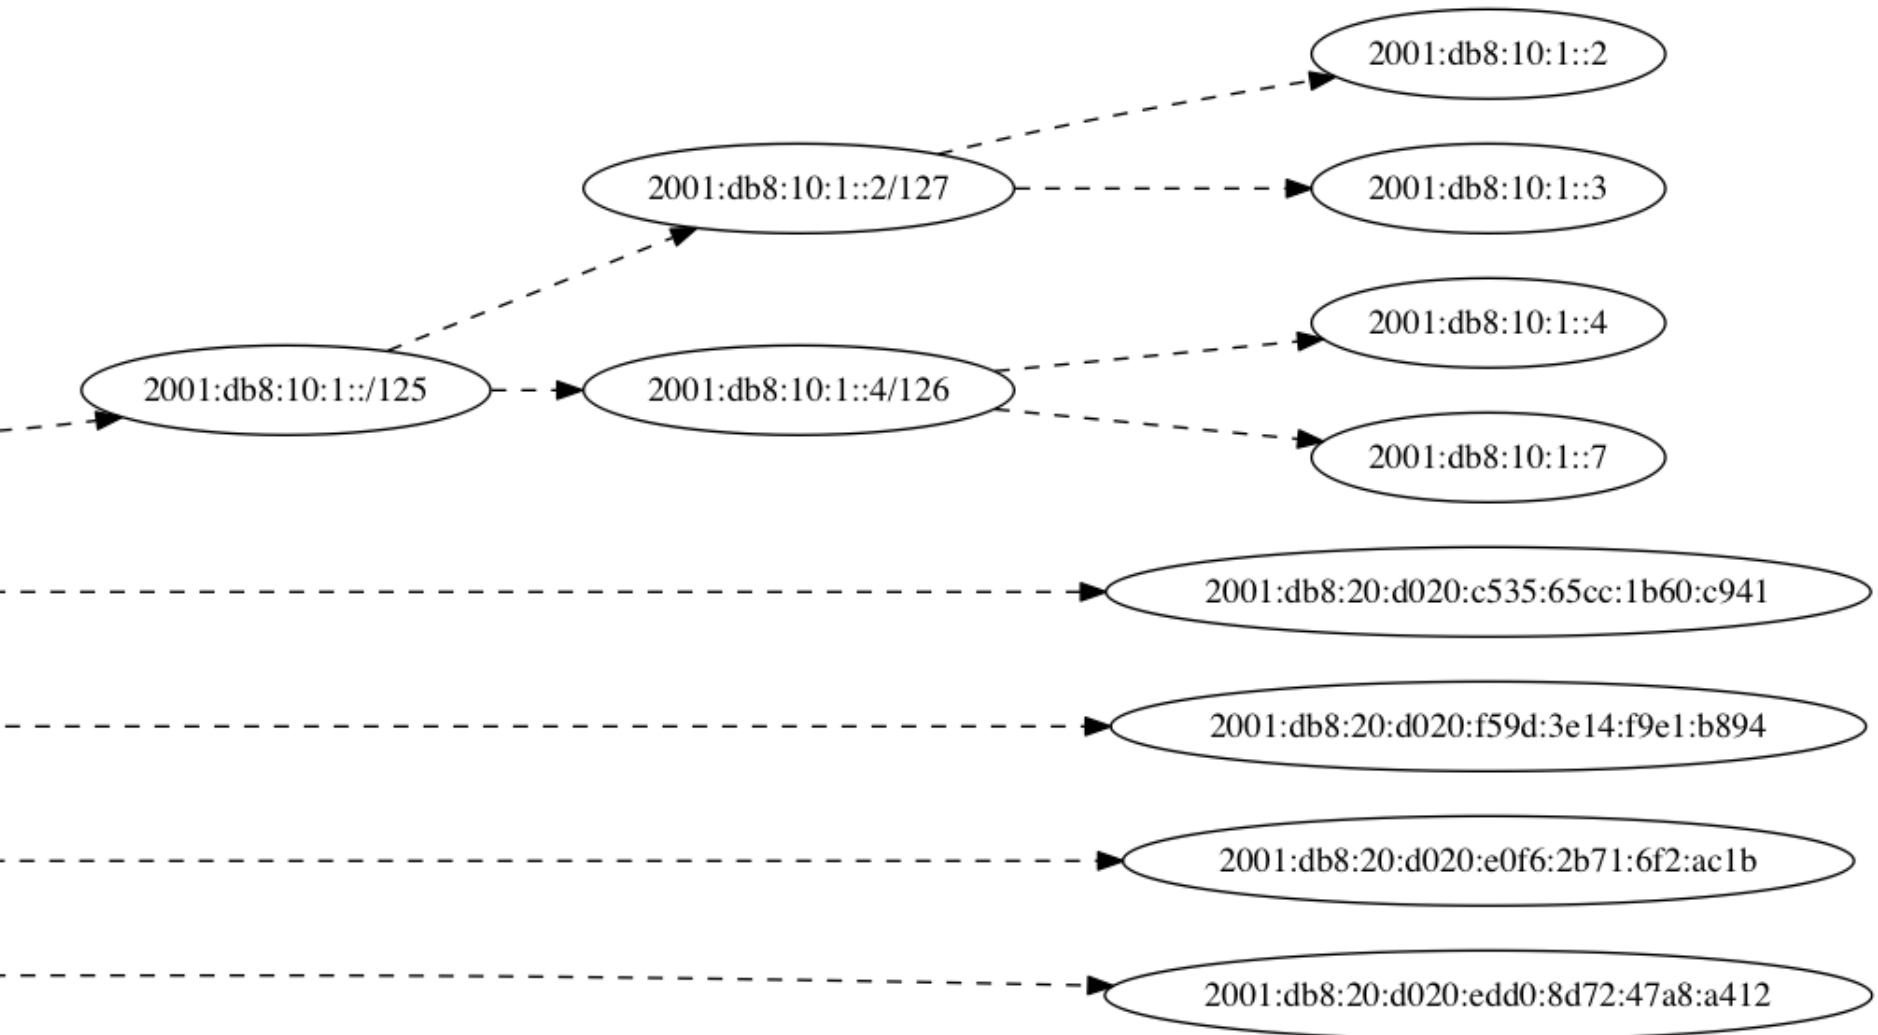 2001:db8:10:1::2
2001:db8:10:1::2/127
2001:db8:10:1::3
2001:db8:10:1::4
2001:db8:10:1::/125
2001:db8:10:1::4/126
2001:db8:10:1::7
2001:db8:20:d020:c535:65cc:1b60:c941
2001:db8:20:d020:f59d:3e14:f9e1:b894
2001:db8:20:d020:e0f6:2b71:6f2:ac1b
2001:db8:20:d020:edd0:8d72:47a8:a412